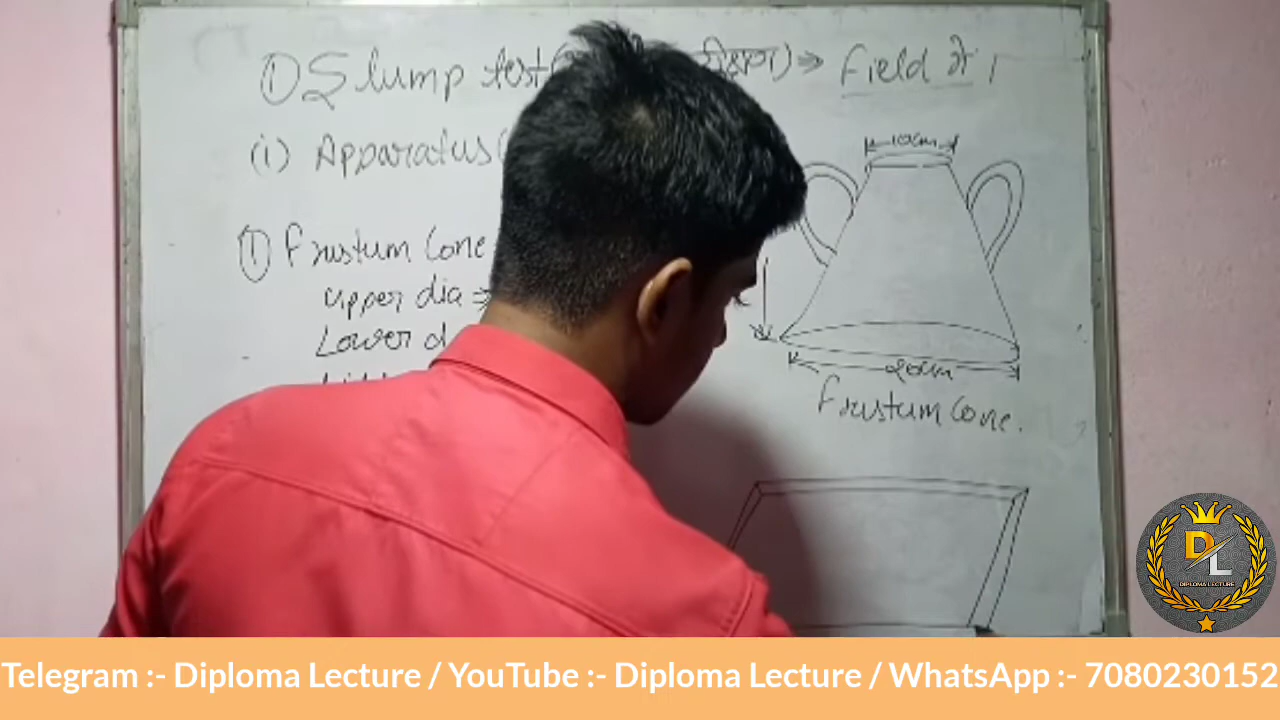 ① Slump test ( ⇒ Field में
(i) Apparatus (
① Frustum Cone
upper dia ⇒
Lower d
10cm
20cm
Frustum Cone.
DL
DIPLOMA LECTURE
Telegram :- Diploma Lecture / YouTube :- Diploma Lecture / WhatsApp :- 7080230152